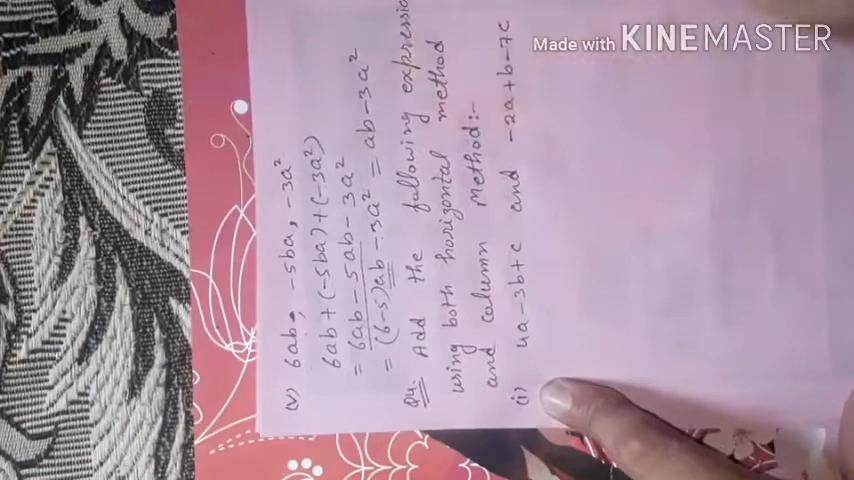 (v) 6ab, -5ba, -3a²
6ab + (-5ba) + (-3a²)
= 6ab - 5ab - 3a²
= (6-5)ab - 3a² = ab - 3a²
Q4. Add the following expressio
using both horizontal method
and column Method:-
(i) 4a - 3b + c and -2a + b - 7c
Made with KINEMASTER